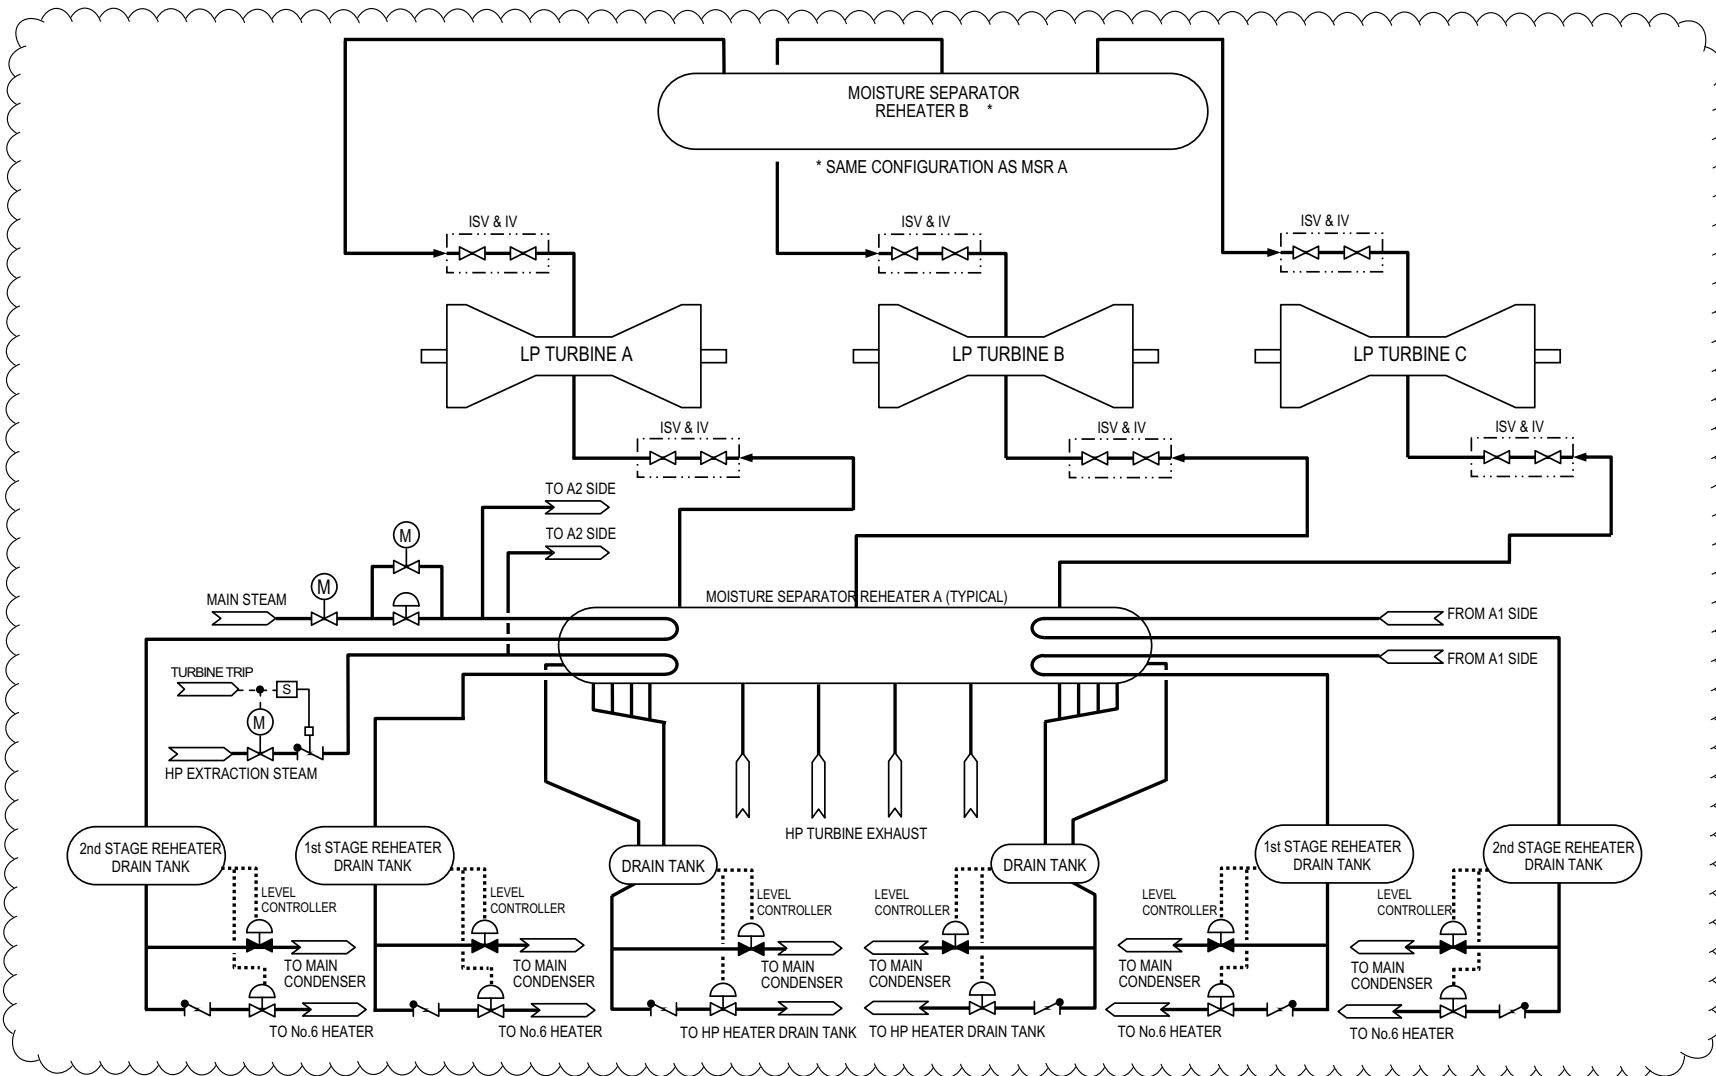 MOISTURE SEPARATOR
REHEATER B *
* SAME CONFIGURATION AS MSR A
ISV & IV
ISV & IV
ISV & IV
LP TURBINE A
LP TURBINE B
LP TURBINE C
ISV & IV
ISV & IV
ISV & IV
TO A2 SIDE
TO A2 SIDE
M
M
MAIN STEAM
MOISTURE SEPARATOR REHEATER A (TYPICAL)
FROM A1 SIDE
FROM A1 SIDE
TURBINE TRIP
S
M
HP EXTRACTION STEAM
HP TURBINE EXHAUST
2nd STAGE REHEATER
DRAIN TANK
1st STAGE REHEATER
DRAIN TANK
DRAIN TANK
DRAIN TANK
1st STAGE REHEATER
DRAIN TANK
2nd STAGE REHEATER
DRAIN TANK
LEVEL
CONTROLLER
LEVEL
CONTROLLER
LEVEL
CONTROLLER
LEVEL
CONTROLLER
LEVEL
CONTROLLER
LEVEL
CONTROLLER
TO MAIN
CONDENSER
TO MAIN
CONDENSER
TO MAIN
CONDENSER
TO MAIN
CONDENSER
TO MAIN
CONDENSER
TO MAIN
CONDENSER
TO No.6 HEATER
TO No.6 HEATER
TO HP HEATER DRAIN TANK
TO HP HEATER DRAIN TANK
TO No.6 HEATER
TO No.6 HEATER